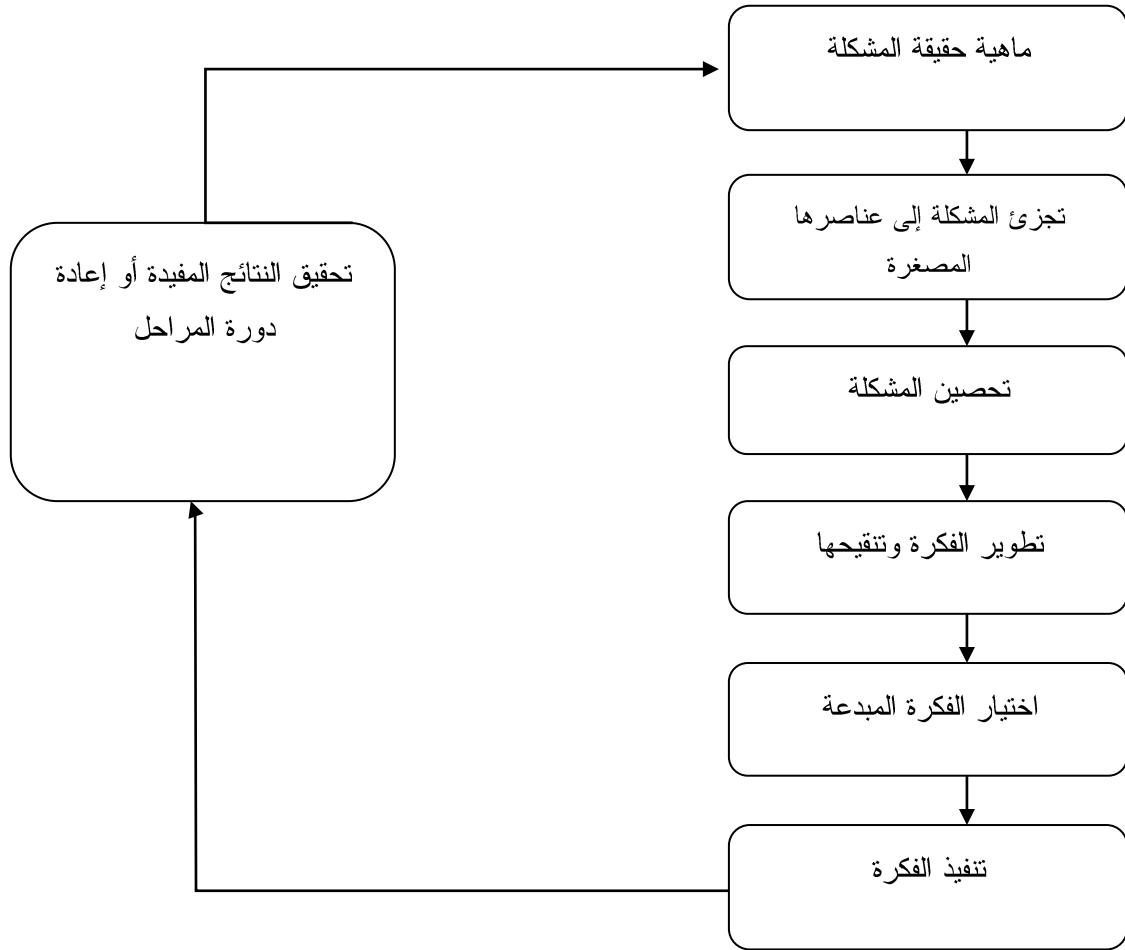 ماهية حقيقة المشكلة
تجزئ المشكلة إلى عناصرها
المصغرة
تحصين المشكلة
تطوير الفكرة وتنقيحها
اختيار الفكرة المبدعة
تنفيذ الفكرة
تحقيق النتائج المفيدة أو إعادة
دورة المراحل